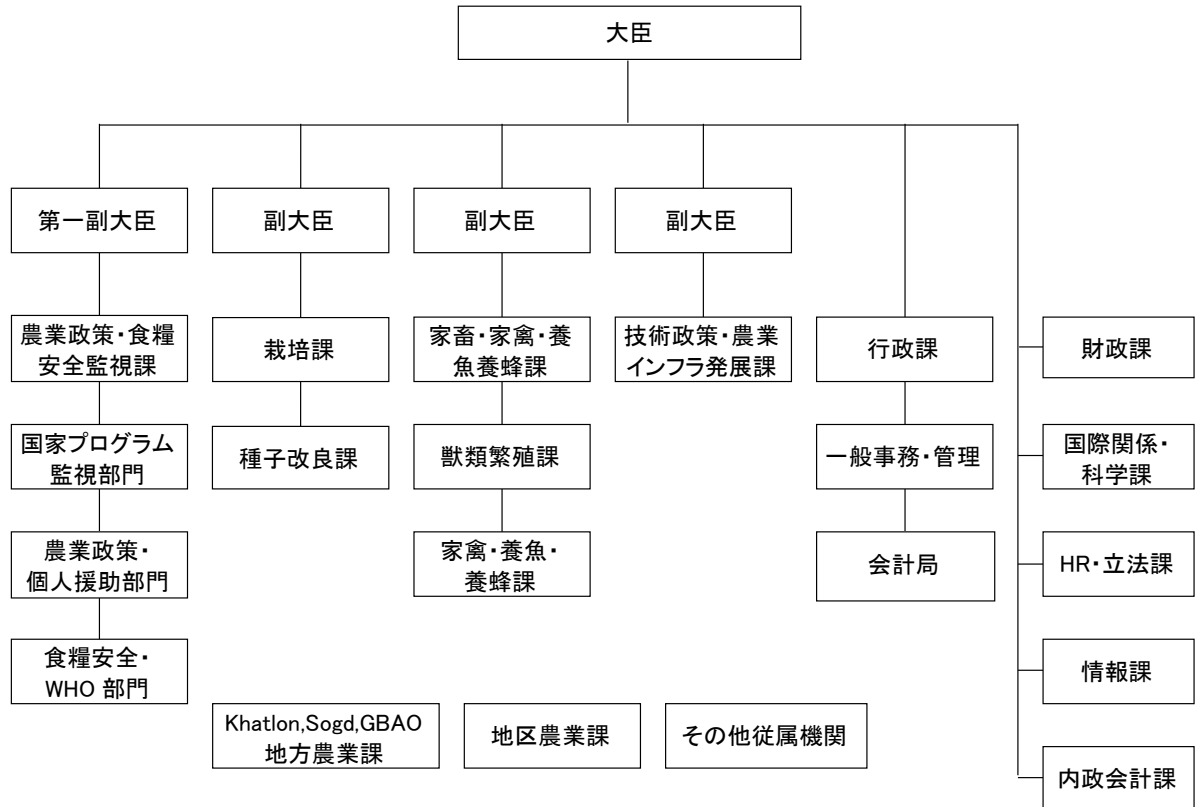 大臣
第一副大臣
副大臣
副大臣
副大臣
農業政策・食糧
安全監視課
栽培課
家畜・家禽・養
魚養蜂課
技術政策・農業
インフラ発展課
行政課
財政課
国家プログラム
監視部門
種子改良課
獣類繁殖課
一般事務・管理
国際関係・
科学課
農業政策・
個人援助部門
家禽・養魚・
養蜂課
会計局
HR・立法課
食糧安全・
WHO 部門
情報課
Khatlon,Sogd,GBAO
地方農業課
地区農業課
その他従属機関
内政会計課